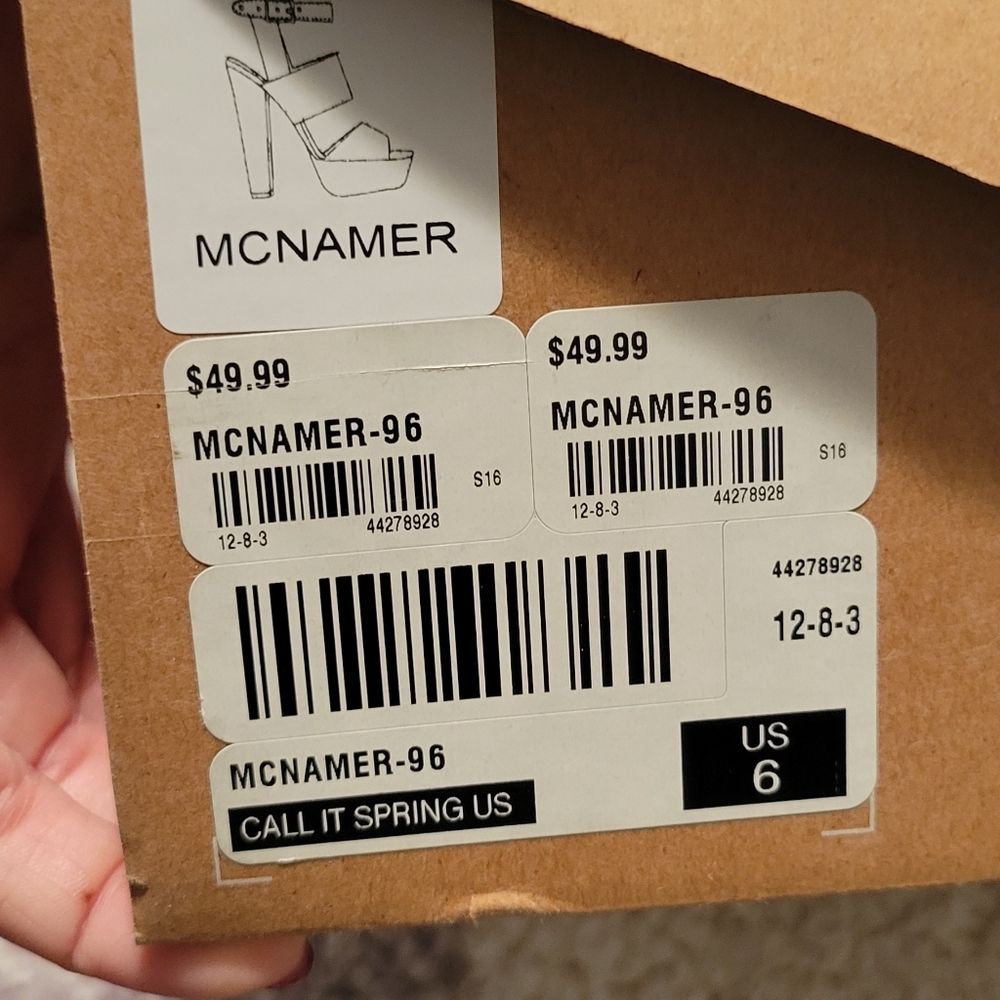 MCNAMER
$49.99
MCNAMER-96
S16
12-8-3
44278928
$49.99
MCNAMER-96
S16
12-8-3
44278928
44278928
12-8-3
MCNAMER-96
CALL IT SPRING US
US
6